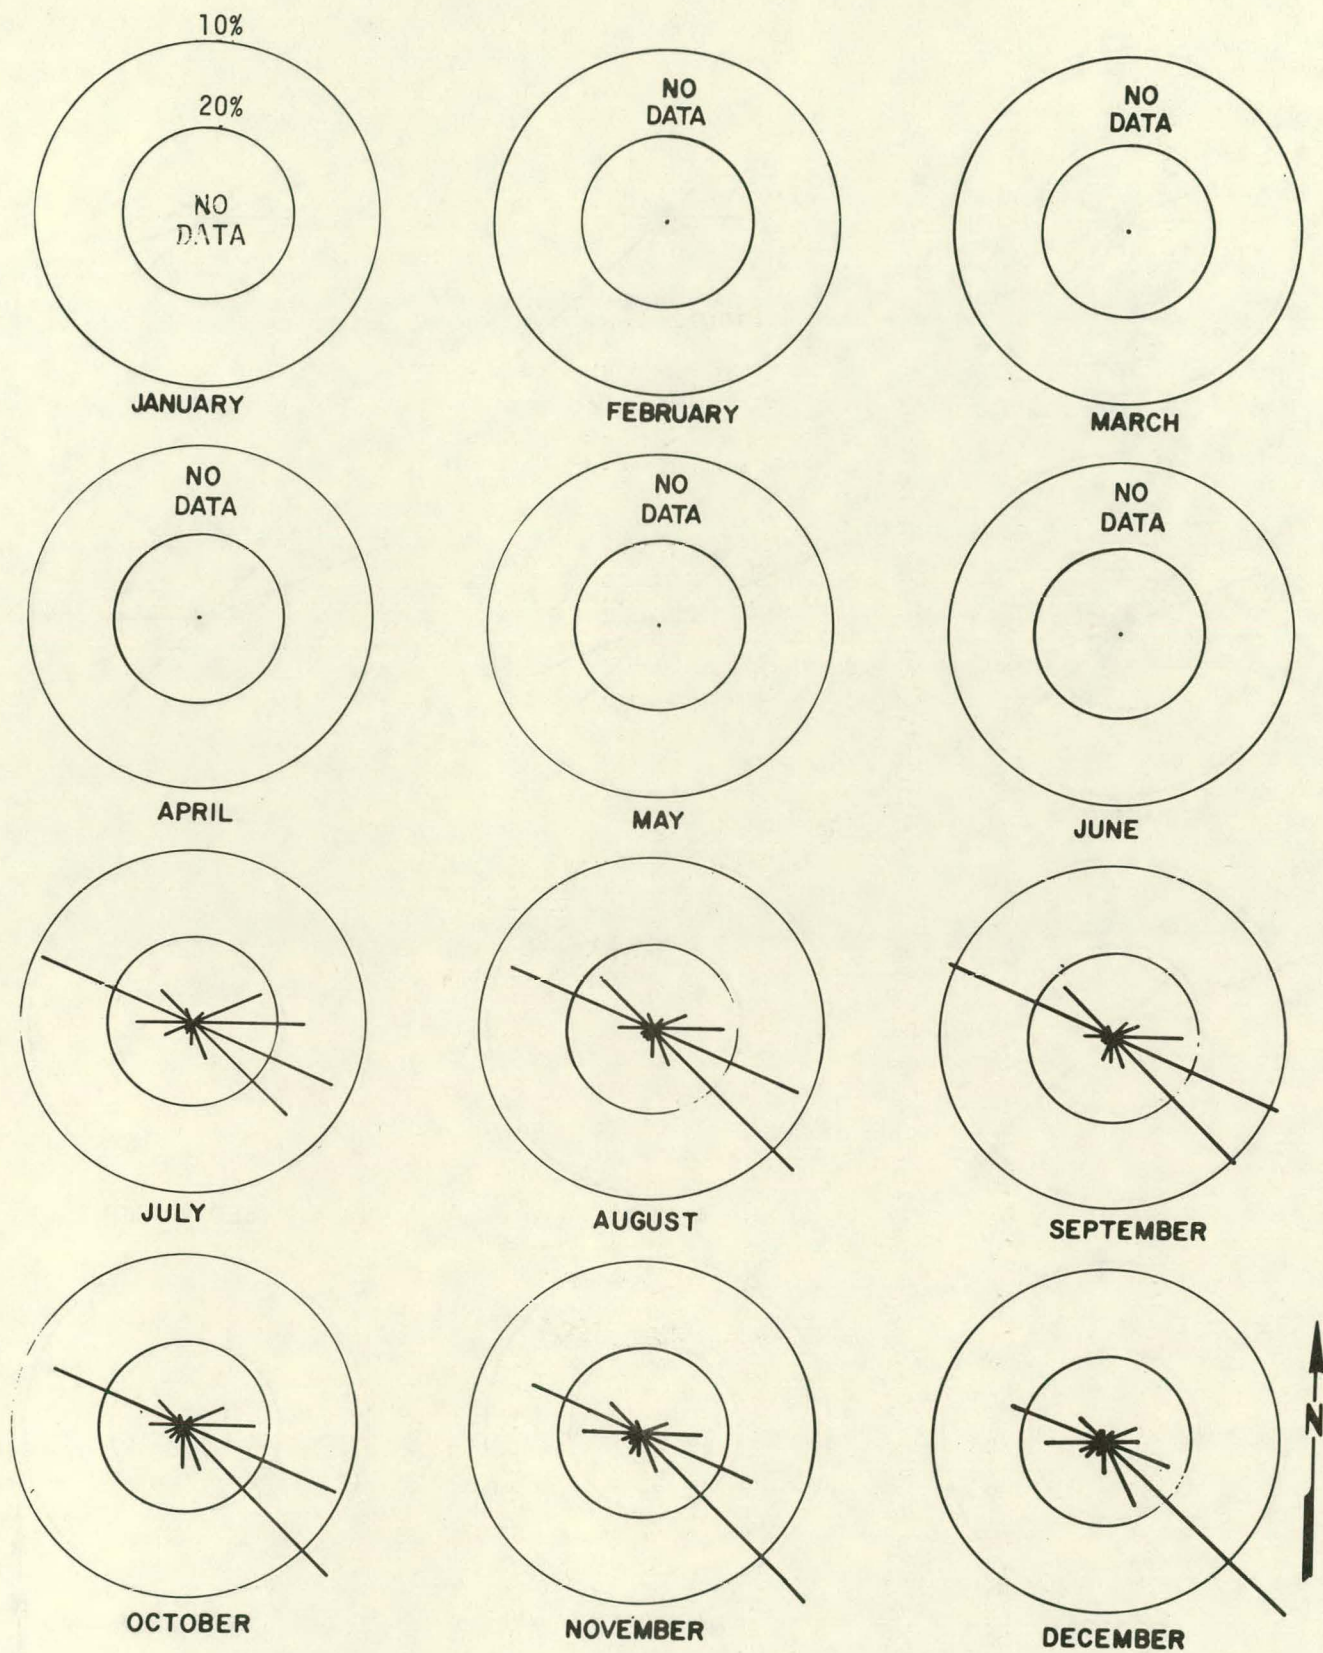 10%
20%
NO
DATA
JANUARY
NO
DATA
FEBRUARY
NO
DATA
MARCH
NO
DATA
APRIL
NO
DATA
MAY
NO
DATA
JUNE
JULY
AUGUST
SEPTEMBER
OCTOBER
NOVEMBER
DECEMBER
N